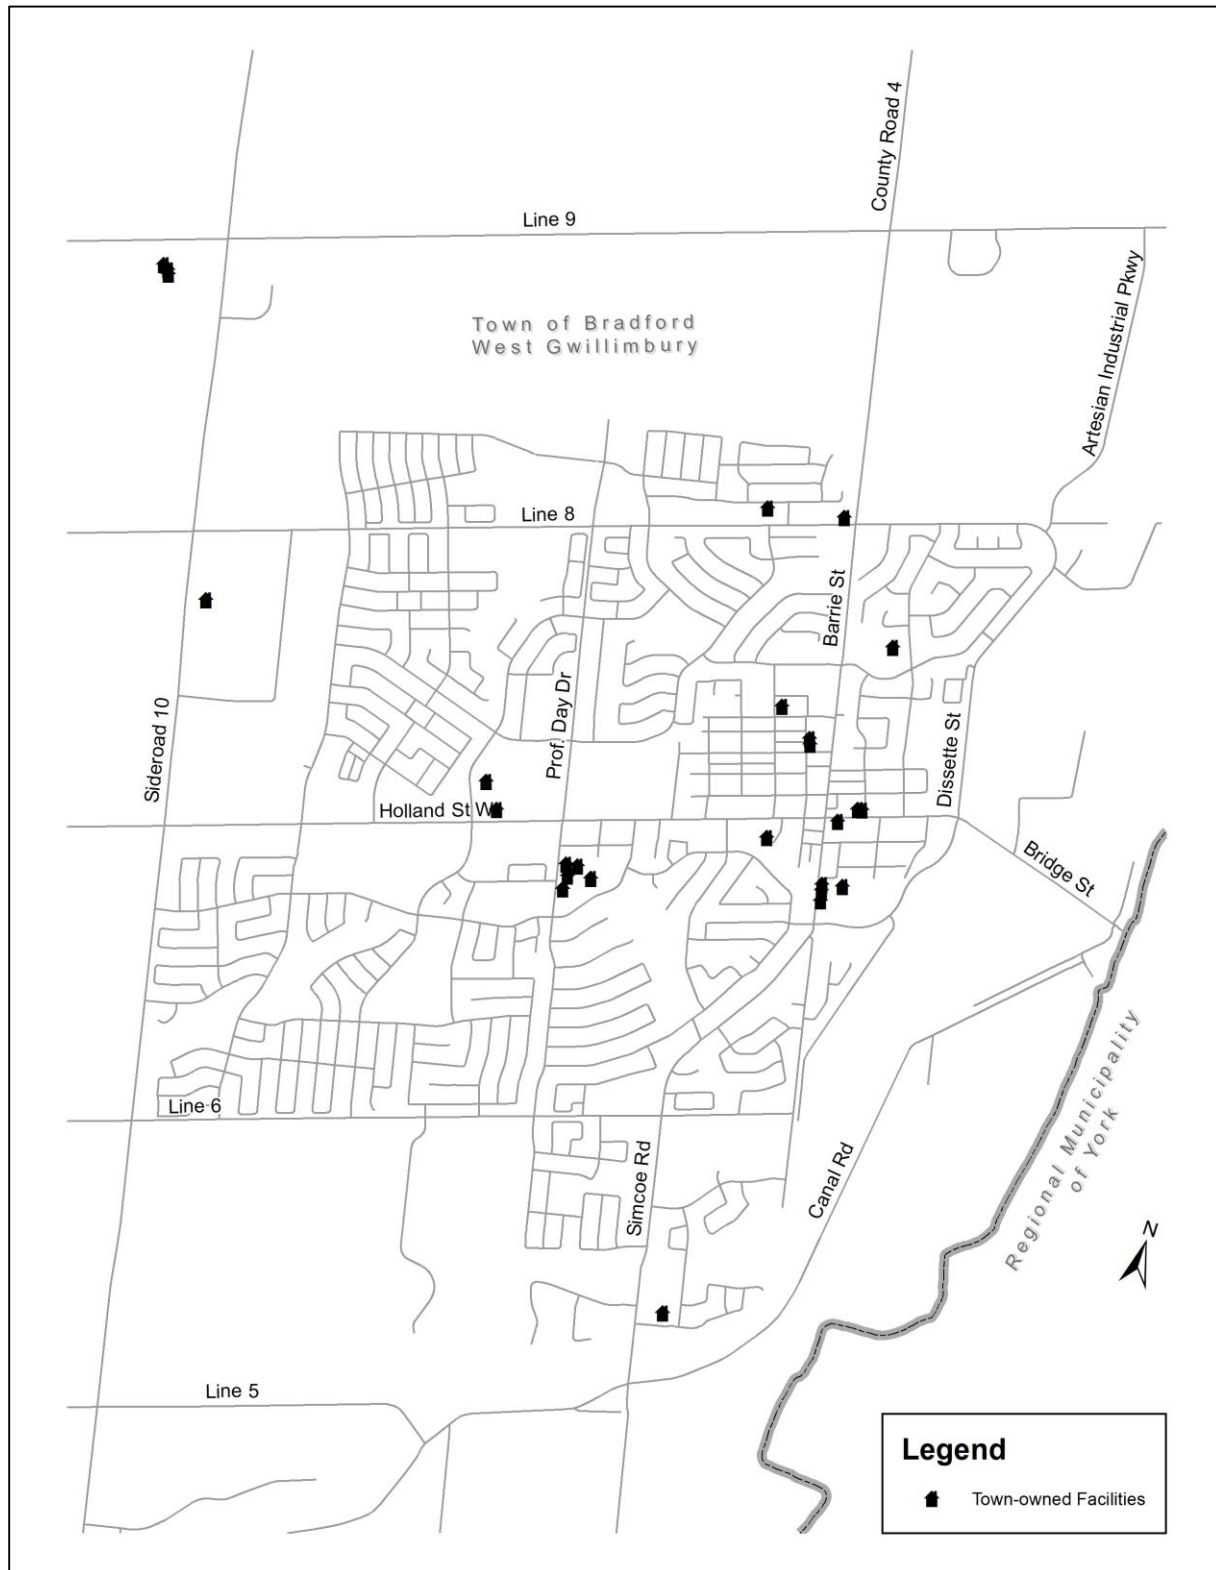 County Road 4
Line 9
Artesian Industrial Pkwy
Town of Bradford
West Gwillimbury
Line 8
Barrie St
Sideroad 10
Prof. Day Dr
Dissette St
Holland St W
Bridge St
Regional Municipality
of York
Line 6
Simcoe Rd
Canal Rd
N
Line 5
Legend
Town-owned Facilities